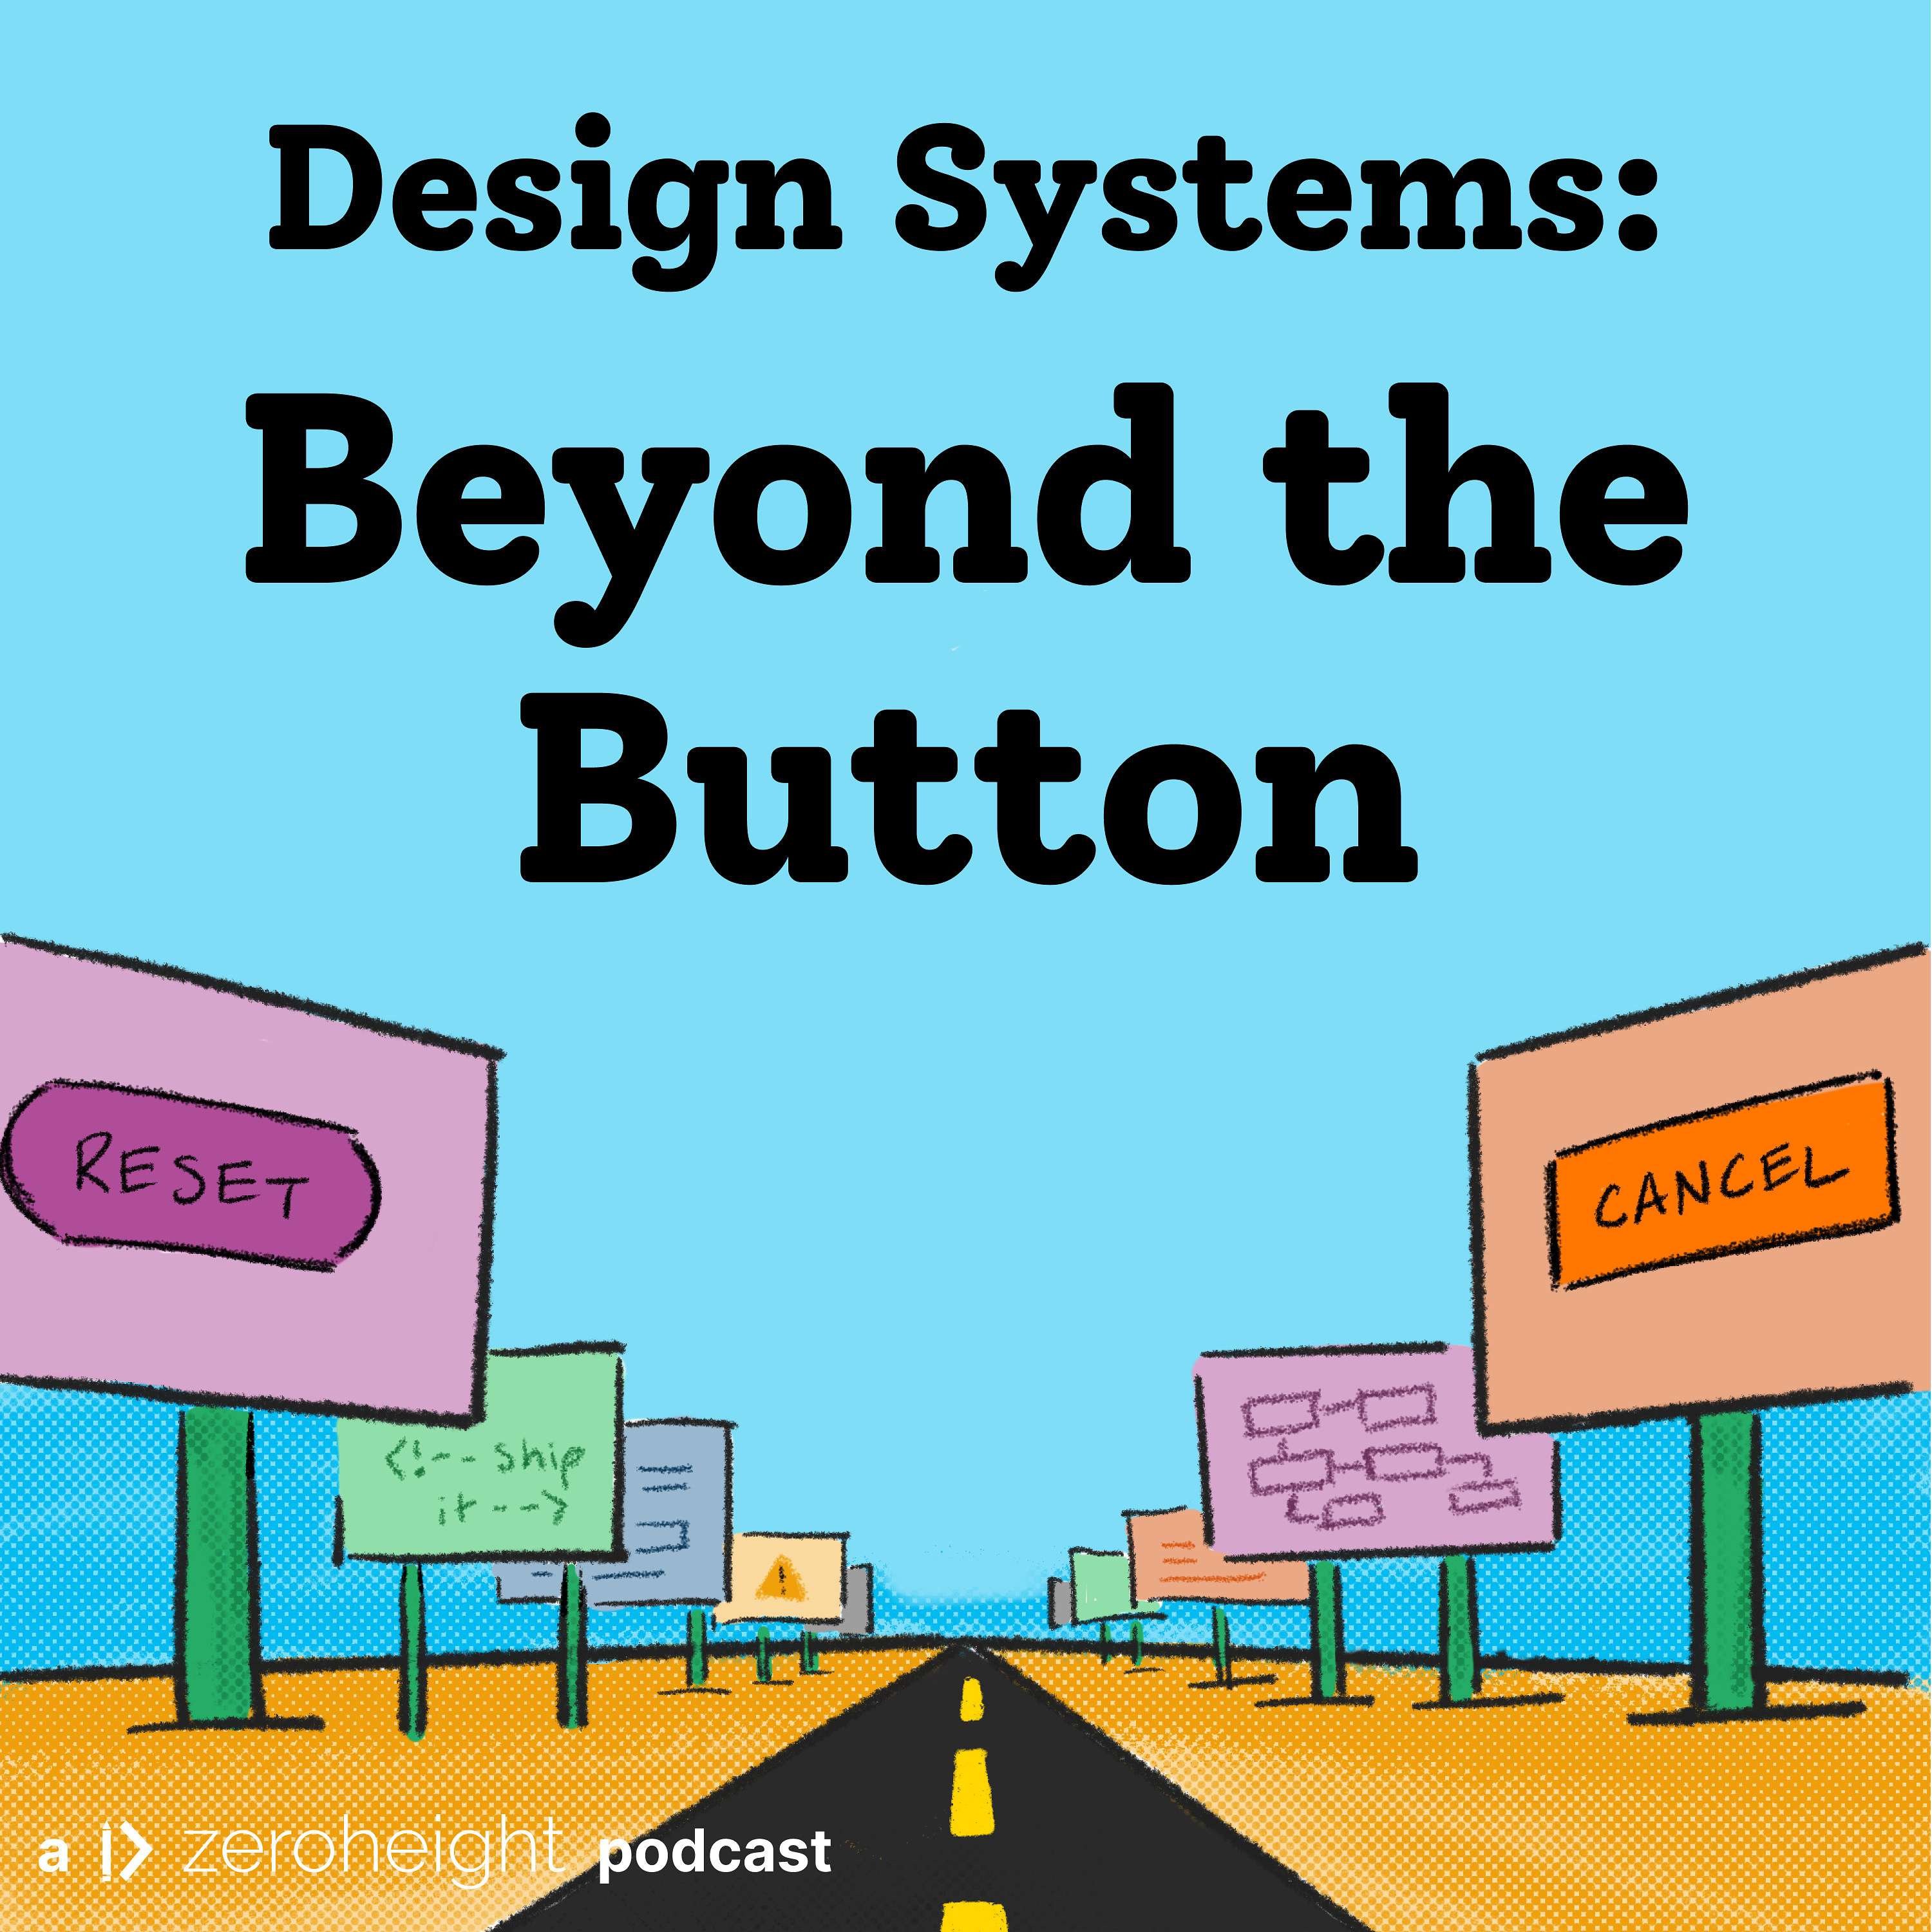 Design Systems:
Beyond the
Button
RESET
CANCEL
<!-- ship
it -->
!
a zeroheight podcast